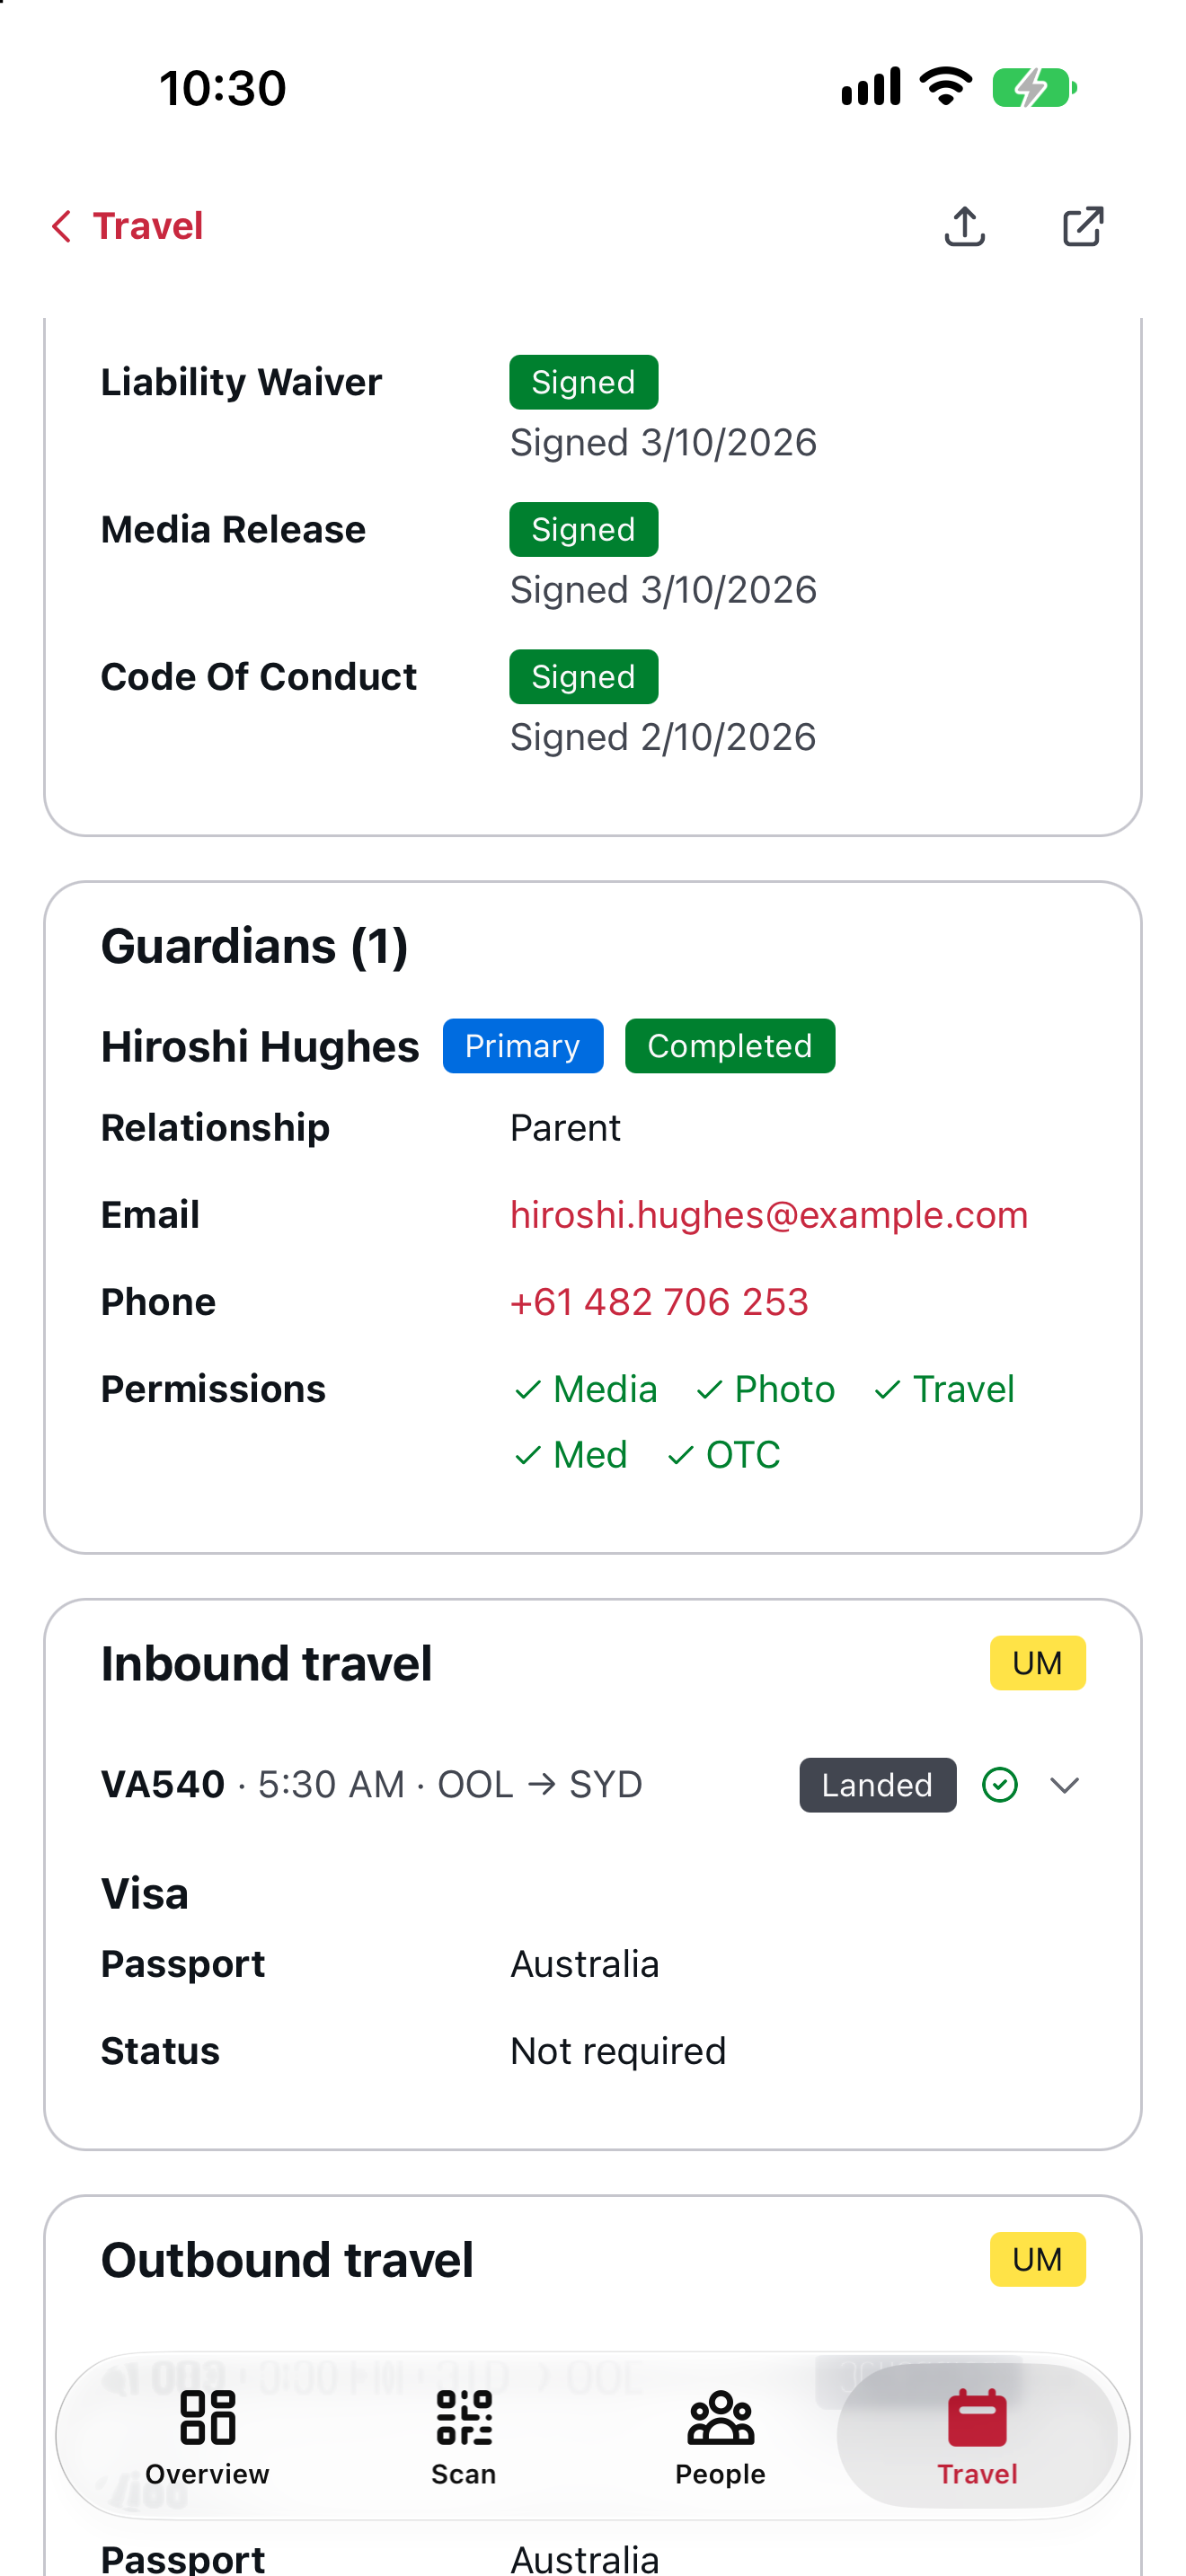 10:30
Travel
Liability Waiver Signed
Signed 3/10/2026
Media Release Signed
Signed 3/10/2026
Code Of Conduct Signed
Signed 2/10/2026
Guardians (1)
Hiroshi Hughes Primary Completed
Relationship Parent
Email hiroshi.hughes@example.com
Phone +61 482 706 253
Permissions Media Photo Travel
Med OTC
Inbound travel UM
VA540 · 5:30 AM · OOL → SYD Landed
Visa
Passport Australia
Status Not required
Outbound travel UM
Overview Scan People Travel
Passport Australia